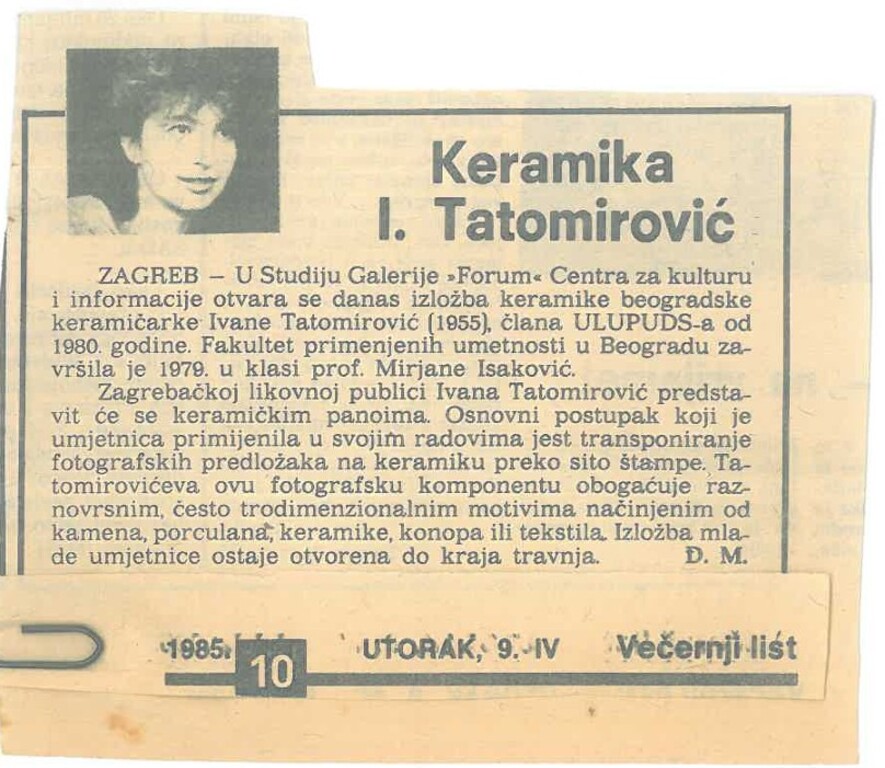 Keramika
I. Tatomirović
ZAGREB — U Studiju Galerije »Forum« Centra za kulturu
i informacije otvara se danas izložba keramike beogradske
keramičarke Ivane Tatomirović (1955), člana ULUPUDS-a od
1980. godine. Fakultet primenjenih umetnosti u Beogradu za-
vršila je 1979. u klasi prof. Mirjane Isaković.
Zagrebačkoj likovnoj publici Ivana Tatomirović predsta-
vit će se keramičkim panoima. Osnovni postupak koji je
umjetnica primijenila u svojim radovima jest transponiranje
fotografskih predložaka na keramiku preko sito štampe. Ta-
tomirovićeva ovu fotografsku komponentu obogaćuje raz-
novrsnim, često trodimenzionalnim motivima načinjenim od
kamena, porculana, keramike, konopa ili tekstila. Izložba mla-
de umjetnice ostaje otvorena do kraja travnja. Đ. M.
1985. UTORAK, 9. IV Večernji list
10